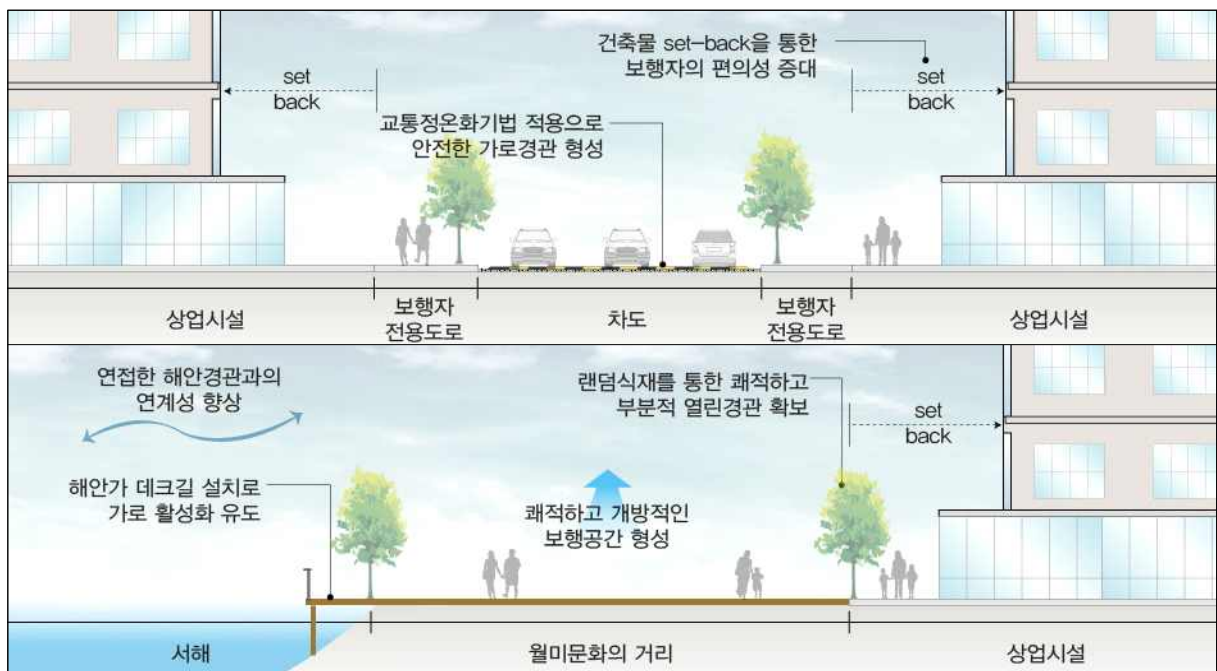 건축물 set-back을 통한
보행자의 편의성 증대
set
back
set
back
교통정온화기법 적용으로
안전한 가로경관 형성
상업시설
보행자
전용도로
차도
보행자
전용도로
상업시설
연접한 해안경관과의
연계성 향상
랜덤식재를 통한 쾌적하고
부분적 열린경관 확보
set
back
해안가 데크길 설치로
가로 활성화 유도
쾌적하고 개방적인
보행공간 형성
서해
월미문화의 거리
상업시설